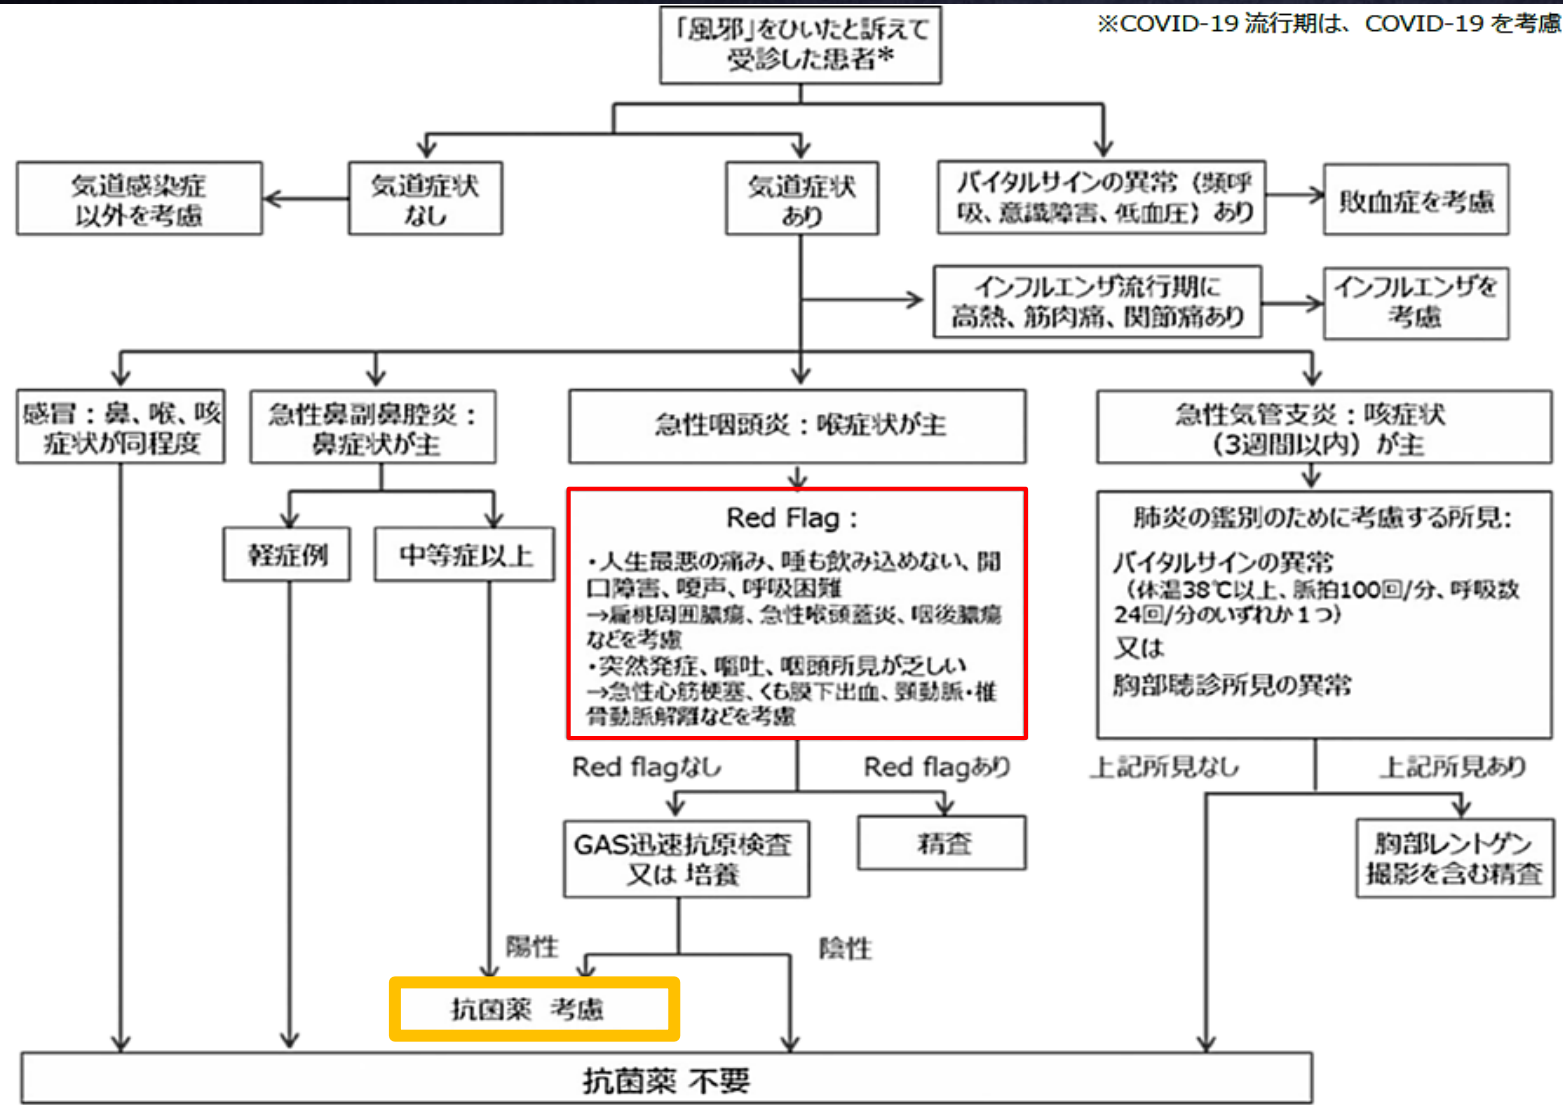 ※COVID-19 流行期は、COVID-19 を考慮
「風邪」をひいたと訴えて
受診した患者*
気道感染症
以外を考慮
気道症状
なし
気道症状
あり
バイタルサインの異常（頻呼
吸、意識障害、低血圧）あり
敗血症を考慮
インフルエンザ流行期に
高熱、筋肉痛、関節痛あり
インフルエンザを
考慮
感冒：鼻、喉、咳
症状が同程度
急性鼻副鼻腔炎：
鼻症状が主
急性咽頭炎：喉症状が主
急性気管支炎：咳症状
（3週間以内）が主
軽症例
中等症以上
Red Flag：
・人生最悪の痛み、唾も飲み込めない、開
口障害、嗄声、呼吸困難
→扁桃周囲膿瘍、急性喉頭蓋炎、咽後膿瘍
などを考慮
・突然発症、嘔吐、咽頭所見が乏しい
→急性心筋梗塞、くも膜下出血、頸動脈・椎
骨動脈解離などを考慮
肺炎の鑑別のために考慮する所見：
バイタルサインの異常
（体温38℃以上、脈拍100回/分、呼吸数
24回/分のいずれか１つ）
又は
胸部聴診所見の異常
Red flagなし
Red flagあり
上記所見なし
上記所見あり
GAS迅速抗原検査
又は 培養
精査
胸部レントゲン
撮影を含む精査
陽性
陰性
抗菌薬 考慮
抗菌薬 不要